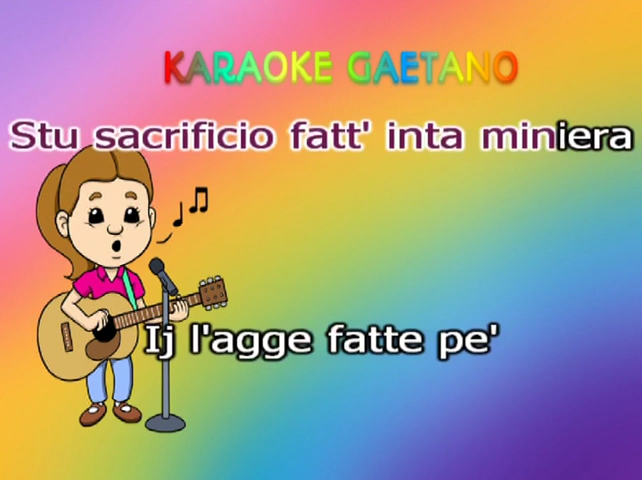 KARAOKE GAETANO
Stu sacrificio fatt' inta miniera
Ij l'agge fatte pe'